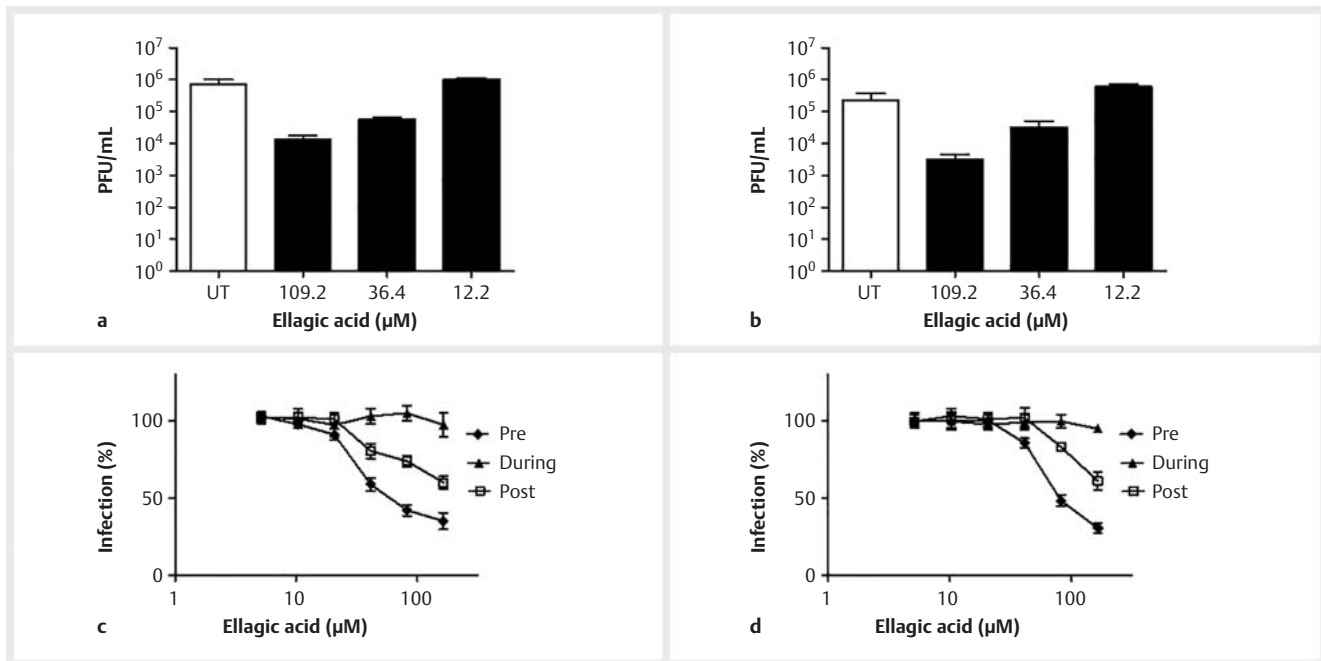 PFU/mL
10⁷
10⁶
10⁵
10⁴
10³
10²
10¹
10⁰
UT 109.2 36.4 12.2
a Ellagic acid (µM)
PFU/mL
10⁷
10⁶
10⁵
10⁴
10³
10²
10¹
10⁰
UT 109.2 36.4 12.2
b Ellagic acid (µM)
Infection (%)
100
50
0
1 10 100
Pre
During
Post
c Ellagic acid (µM)
Infection (%)
100
50
0
1 10 100
Pre
During
Post
d Ellagic acid (µM)